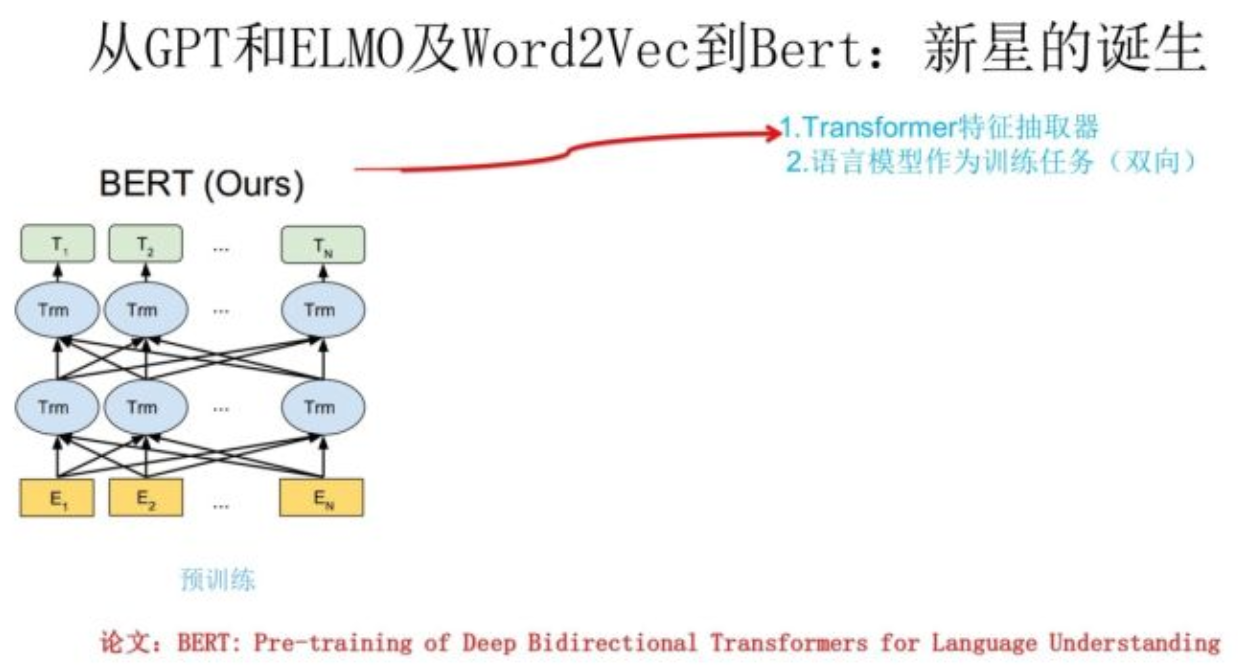 从GPT和ELMO及Word2Vec到Bert：新星的诞生
1.Transformer特征抽取器
2.语言模型作为训练任务（双向）
BERT (Ours)
T₁ T₂ ... T_N
Trm Trm ... Trm
Trm Trm ... Trm
E₁ E₂ ... E_N
预训练
论文：BERT: Pre-training of Deep Bidirectional Transformers for Language Understanding